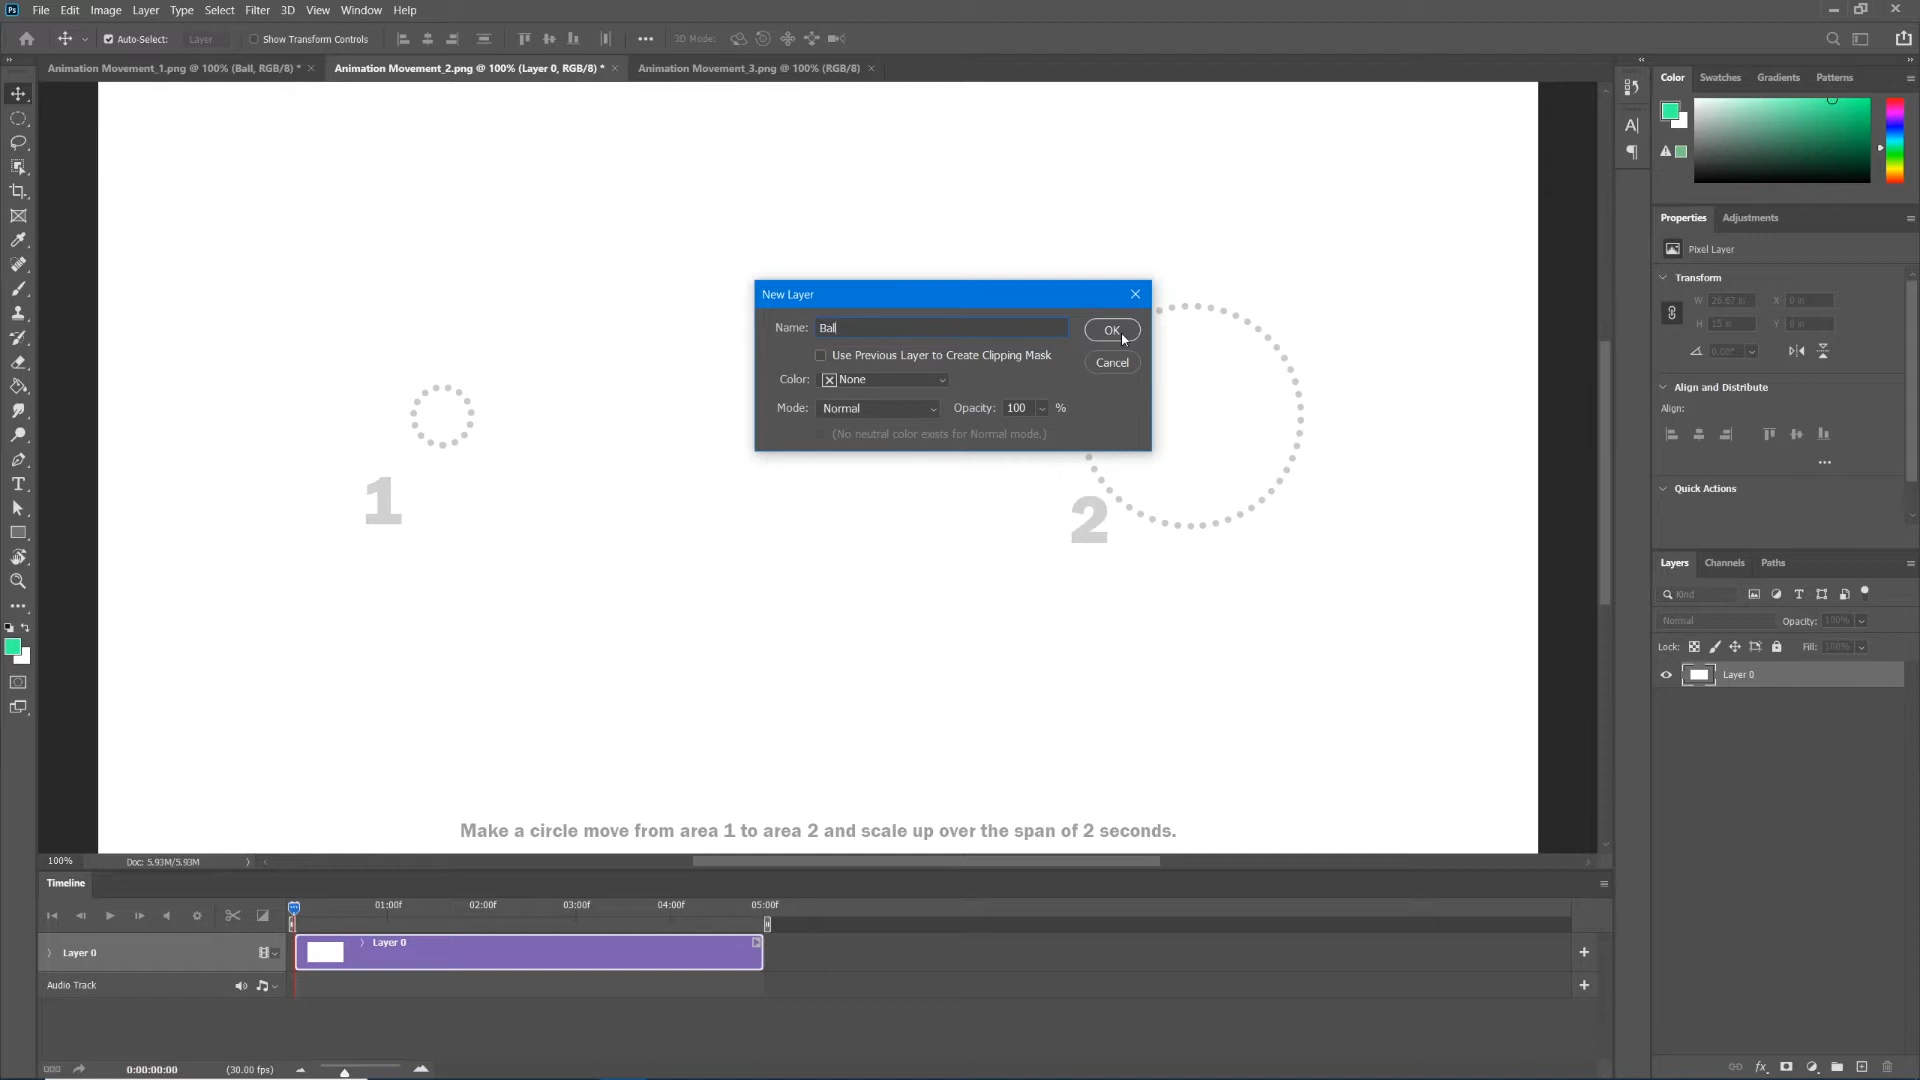 Ps File Edit Image Layer Type Select Filter 3D View Window Help
Auto-Select: Layer Show Transform Controls 3D Mode:
Animation Movement_1.png @ 100% (Ball, RGB/8) * Animation Movement_2.png @ 100% (Layer 0, RGB/8) * Animation Movement_3.png @ 100% (RGB/8)
Color Swatches Gradients Patterns
Properties Adjustments
Pixel Layer
Transform
W 26.67 in X 0 in
H 15 in Y 0 in
0.00°
Align and Distribute
Align:
Quick Actions
New Layer
Name: Ball
OK
Use Previous Layer to Create Clipping Mask
Cancel
Color: None
Mode: Normal Opacity: 100 %
(No neutral color exists for Normal mode.)
1
2
Make a circle move from area 1 to area 2 and scale up over the span of 2 seconds.
Layers Channels Paths
Kind
Normal Opacity: 100%
Lock: Fill: 100%
Layer 0
100% Doc: 5.93M/5.93M
Timeline
01:00f 02:00f 03:00f 04:00f 05:00f
Layer 0 Layer 0
Audio Track
0:00:00:00 (30.00 fps)